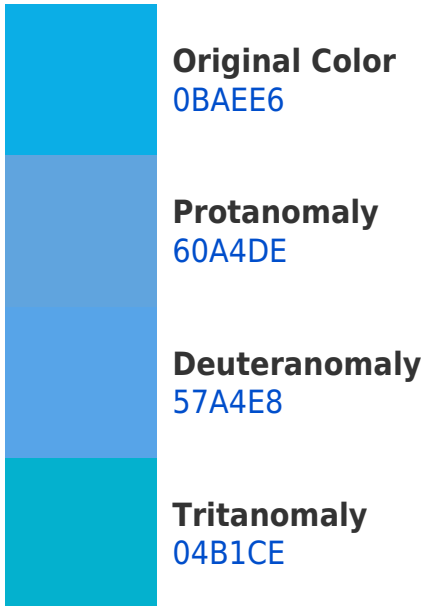 Original Color
0BAEE6
Protanomaly
60A4DE
Deuteranomaly
57A4E8
Tritanomaly
04B1CE